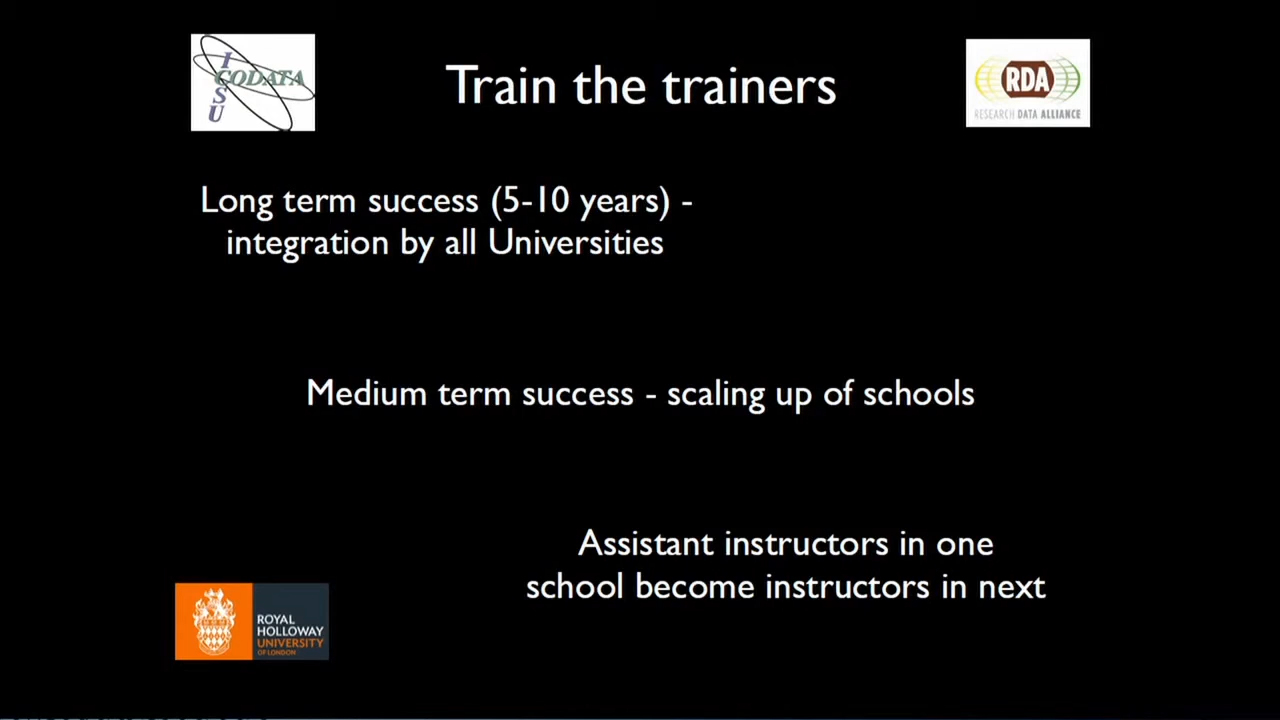 ICSU
CODATA
Train the trainers
RDA
RESEARCH DATA ALLIANCE
Long term success (5-10 years) -
integration by all Universities
Medium term success - scaling up of schools
Assistant instructors in one
school become instructors in next
ROYAL
HOLLOWAY
UNIVERSITY
OF LONDON